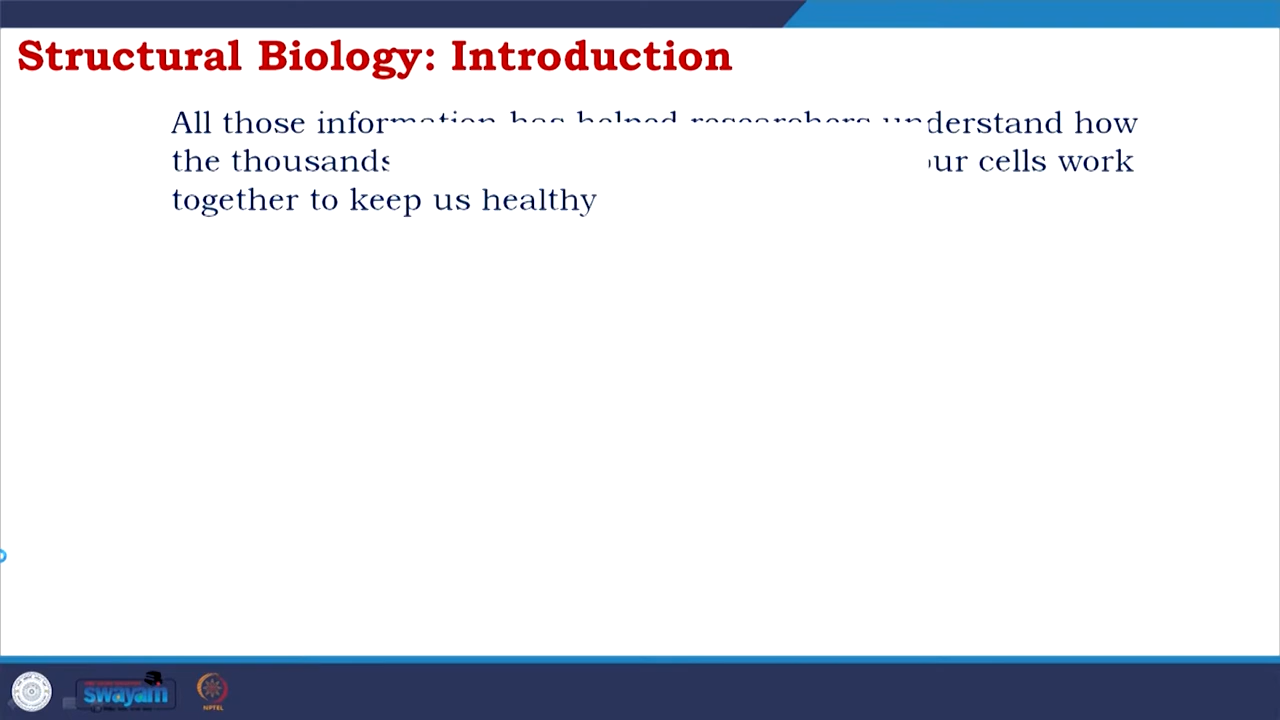 Structural Biology: Introduction
All those information has helped researchers understand how
the thousands our cells work
together to keep us healthy
swayam
NPTEL